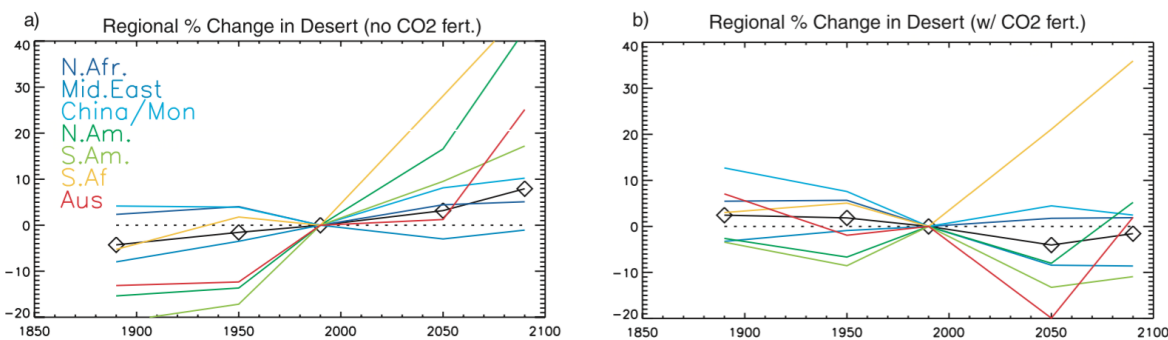 a) Regional % Change in Desert (no CO2 fert.)
40
30
20
10
0
-10
-20
1850 1900 1950 2000 2050 2100
N.Afr.
Mid.East
China/Mon
N.Am.
S.Am.
S.Af
Aus
b) Regional % Change in Desert (w/ CO2 fert.)
40
30
20
10
0
-10
-20
1850 1900 1950 2000 2050 2100